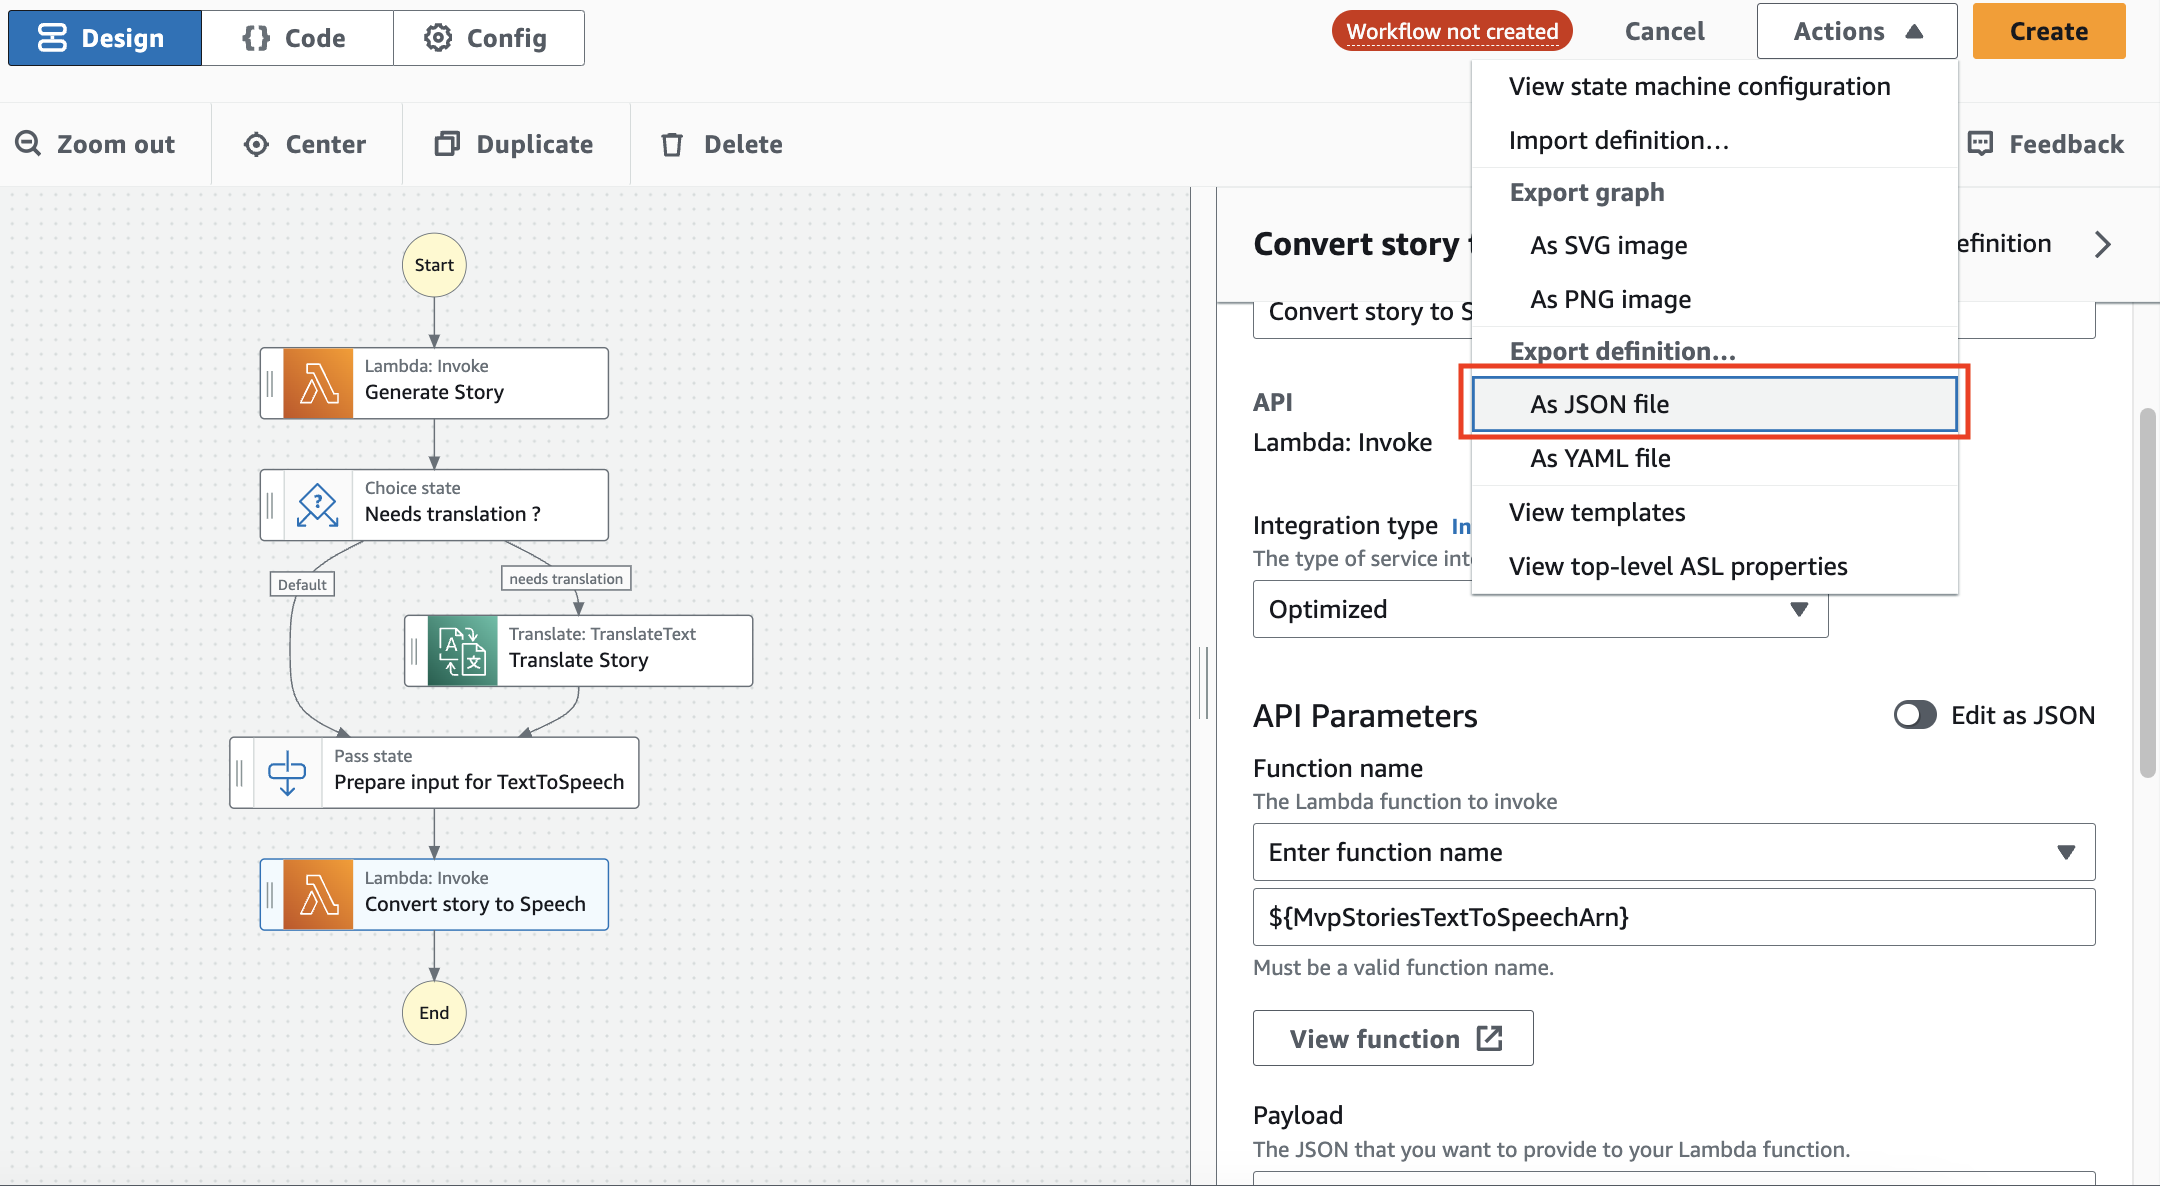 Design
{} Code
Config
Workflow not created
Cancel
Actions
Create
Zoom out
Center
Duplicate
Delete
Feedback
View state machine configuration
Import definition...
Export graph
As SVG image
As PNG image
Export definition...
As JSON file
As YAML file
View templates
View top-level ASL properties
Start
Lambda: Invoke
Generate Story
Choice state
Needs translation ?
Default
needs translation
Translate: TranslateText
Translate Story
Pass state
Prepare input for TextToSpeech
Lambda: Invoke
Convert story to Speech
End
Convert story
efinition
Convert story to S
API
Lambda: Invoke
Integration type In
The type of service int
Optimized
API Parameters
Edit as JSON
Function name
The Lambda function to invoke
Enter function name
${MvpStoriesTextToSpeechArn}
Must be a valid function name.
View function
Payload
The JSON that you want to provide to your Lambda function.